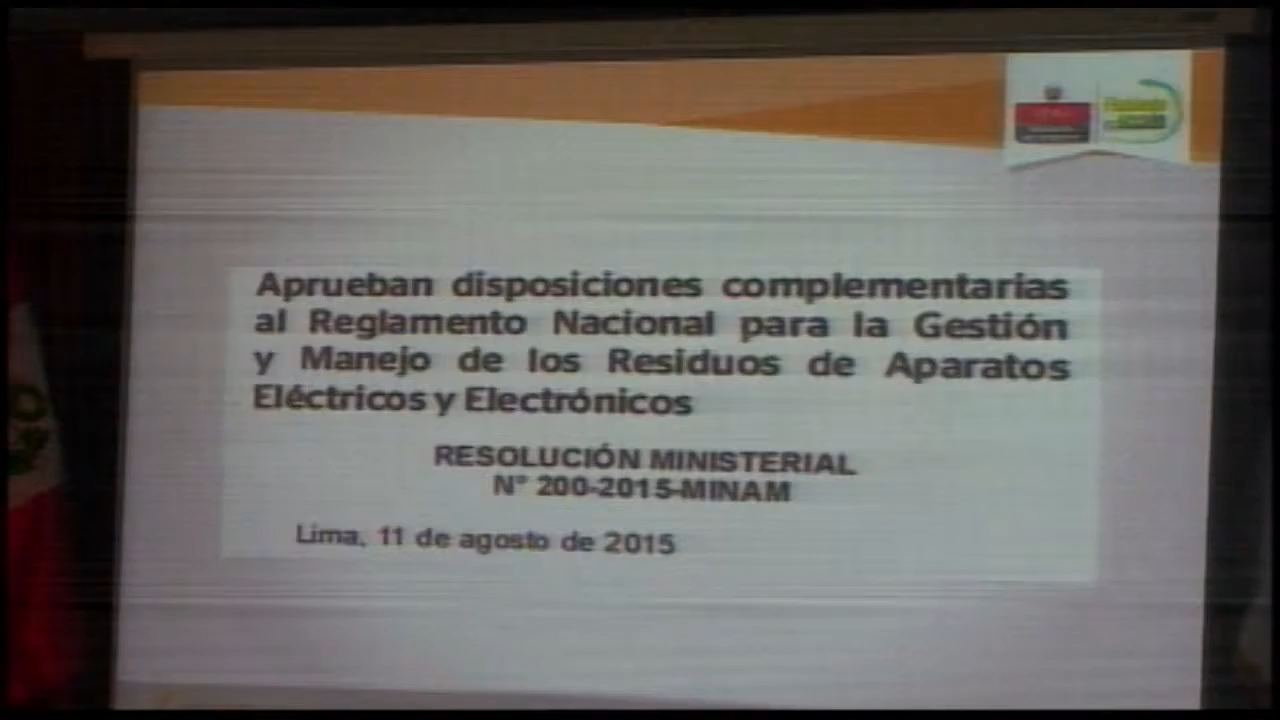 Aprueban disposiciones complementarias
al Reglamento Nacional para la Gestión
y Manejo de los Residuos de Aparatos
Eléctricos y Electrónicos
RESOLUCIÓN MINISTERIAL
N° 200-2015-MINAM
Lima, 11 de agosto de 2015